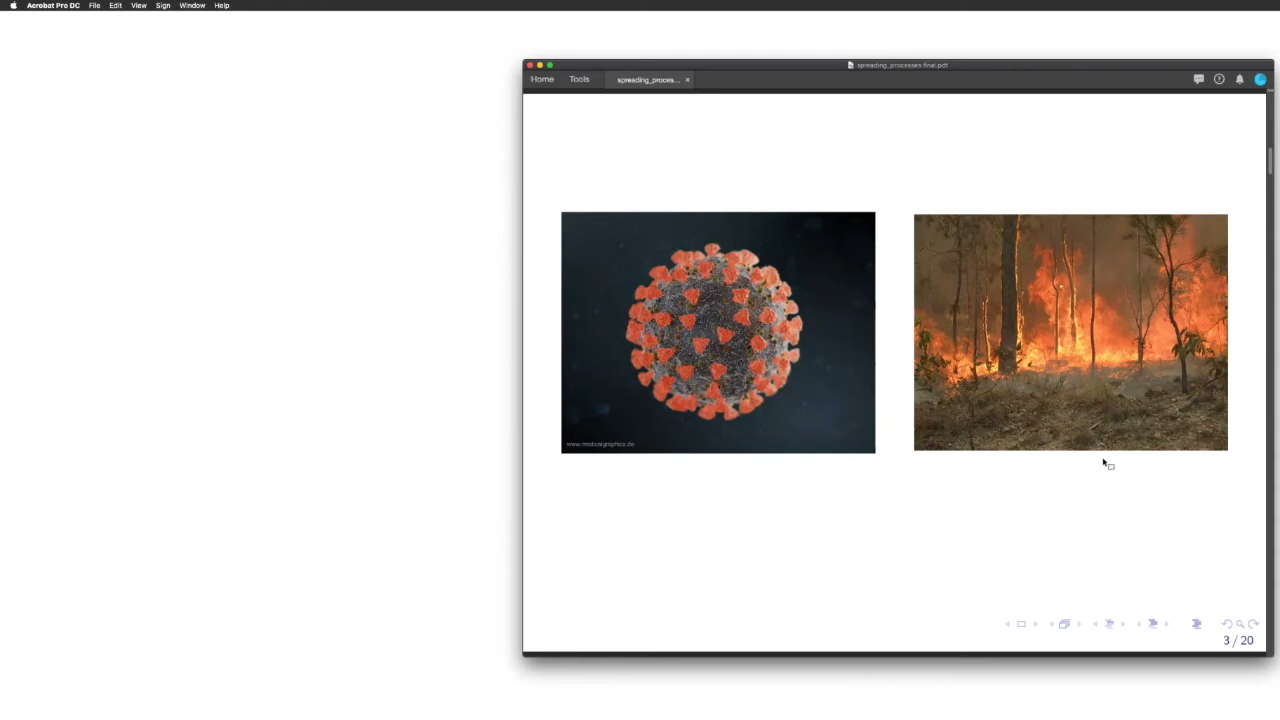 Acrobat Pro DC File Edit View Sign Window Help
spreading_processes final.pdf
Home Tools spreading_proces... ×
www.medicalgraphics.de
3 / 20